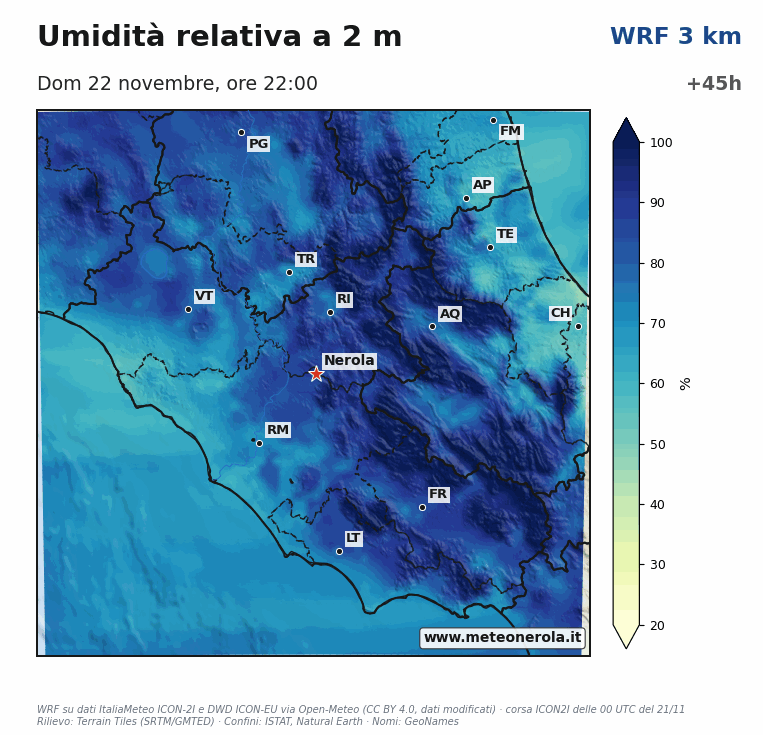 Umidità relativa a 2 m
WRF 3 km
Dom 22 novembre, ore 22:00
+45h
FM
PG
AP
TE
TR
VT
RI
AQ
CH
Nerola
RM
FR
LT
www.meteonerola.it
100
90
80
70
60
50
40
30
20
%
WRF su dati ItaliaMeteo ICON-2I e DWD ICON-EU via Open-Meteo (CC BY 4.0, dati modificati) · corsa ICON2I delle 00 UTC del 21/11
Rilievo: Terrain Tiles (SRTM/GMTED) · Confini: ISTAT, Natural Earth · Nomi: GeoNames